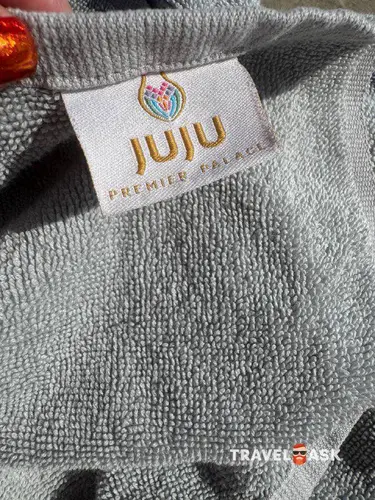 JUJU
PREMIER PALACE
TRAVEL ASK